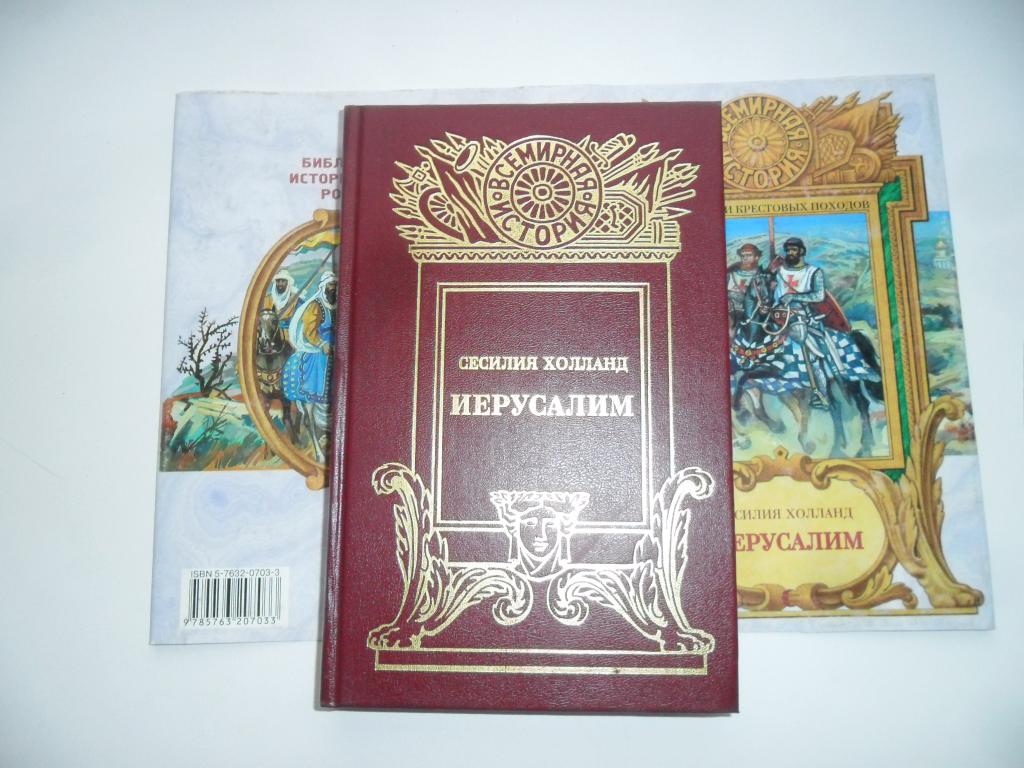 БИБЛ
ИСТОР
РО
ISBN 5-7632-0703-3
9785763207033
ВСЕМИРНАЯ
ИСТОРИЯ
СЕСИЛИЯ ХОЛЛАНД
ИЕРУСАЛИМ
ВСЕМИРНАЯ
ИСТОРИЯ
И КРЕСТОВЫХ ПОХОДОВ
СИЛИЯ ХОЛЛАНД
ЕРУСАЛИМ